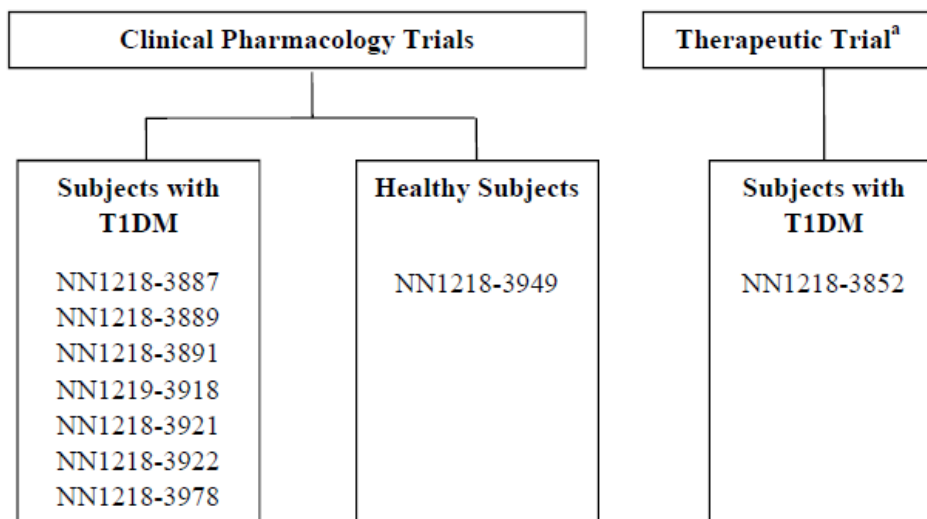 Clinical Pharmacology Trials
Therapeutic Trialᵃ
Subjects with
T1DM
NN1218-3887
NN1218-3889
NN1218-3891
NN1219-3918
NN1218-3921
NN1218-3922
NN1218-3978
Healthy Subjects
NN1218-3949
Subjects with
T1DM
NN1218-3852